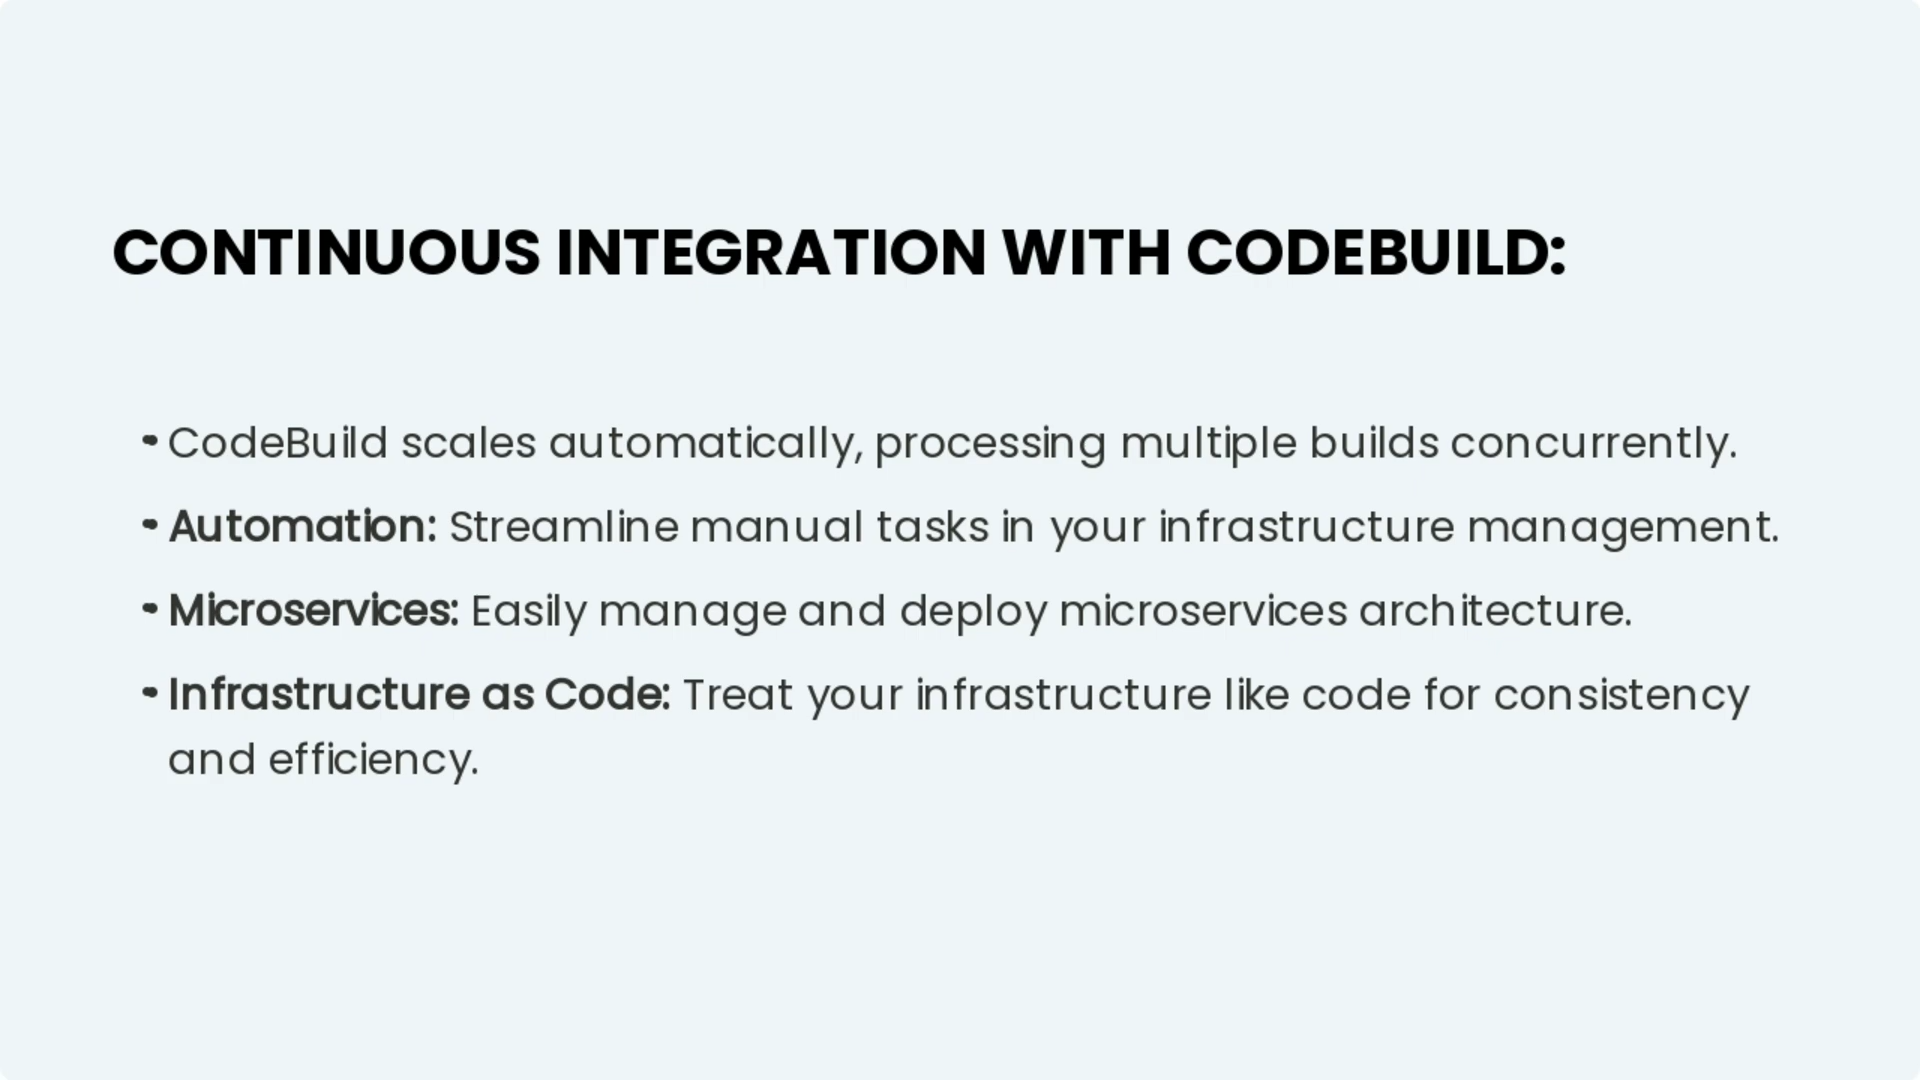 CONTINUOUS INTEGRATION WITH CODEBUILD:
- CodeBuild scales automatically, processing multiple builds concurrently.
- Automation: Streamline manual tasks in your infrastructure management.
- Microservices: Easily manage and deploy microservices architecture.
- Infrastructure as Code: Treat your infrastructure like code for consistency
and efficiency.